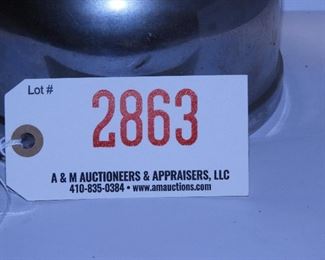 Lot #
2863
A & M AUCTIONEERS & APPRAISERS, LLC
410-835-0384 • www.amauctions.com